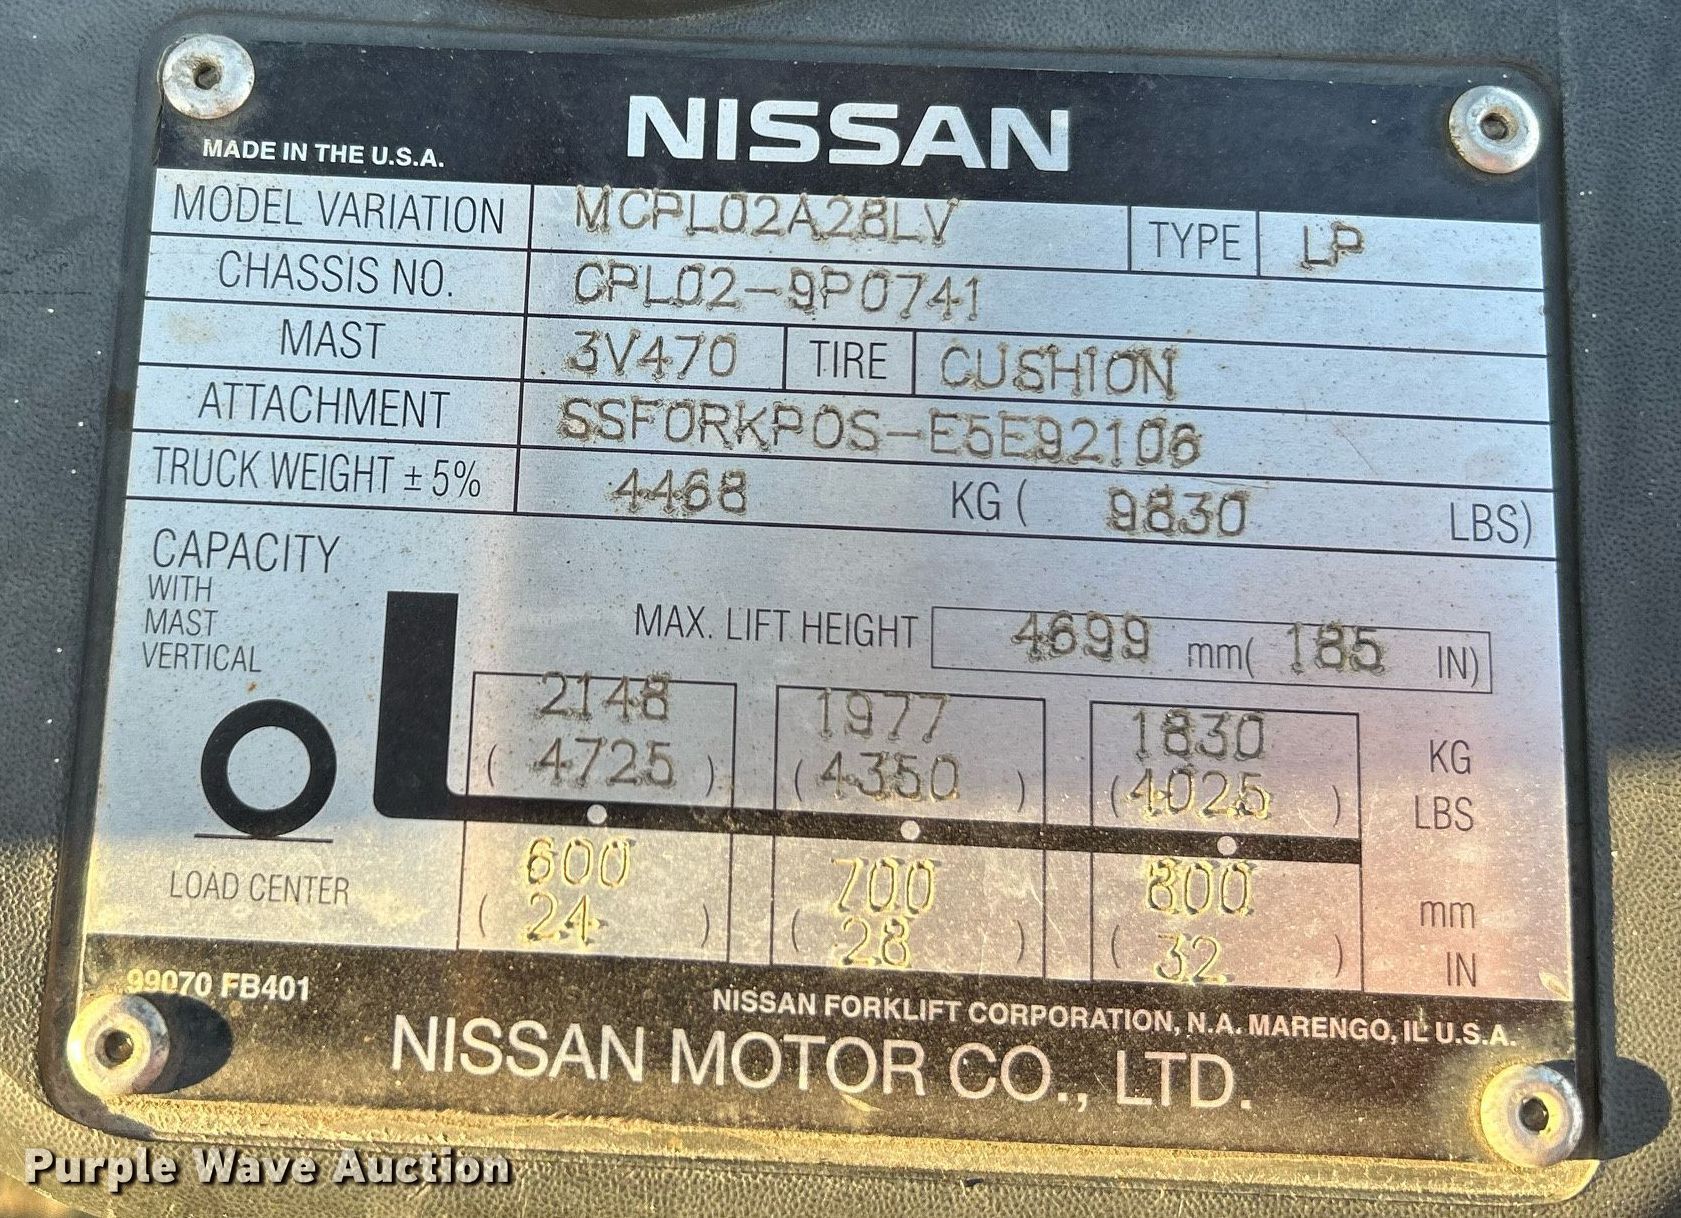 NISSAN
MADE IN THE U.S.A.
MODEL VARIATION MCPL02A28LV TYPE LP
CHASSIS NO. CPL02-9P0741
MAST 3V470 TIRE CUSHION
ATTACHMENT SSFORKPOS-E5E92106
TRUCK WEIGHT ± 5% 4468 KG ( 9830 LBS)
CAPACITY
WITH
MAST
VERTICAL
MAX. LIFT HEIGHT 4699 mm( 185 IN)
2148 1977 1830 KG
( 4725 ) ( 4350 ) ( 4025 ) LBS
LOAD CENTER
600 700 800 mm
( 24 ) ( 28 ) ( 32 ) IN
99070 FB401
NISSAN FORKLIFT CORPORATION, N.A. MARENGO, IL U.S.A.
NISSAN MOTOR CO., LTD.
Purple Wave Auction